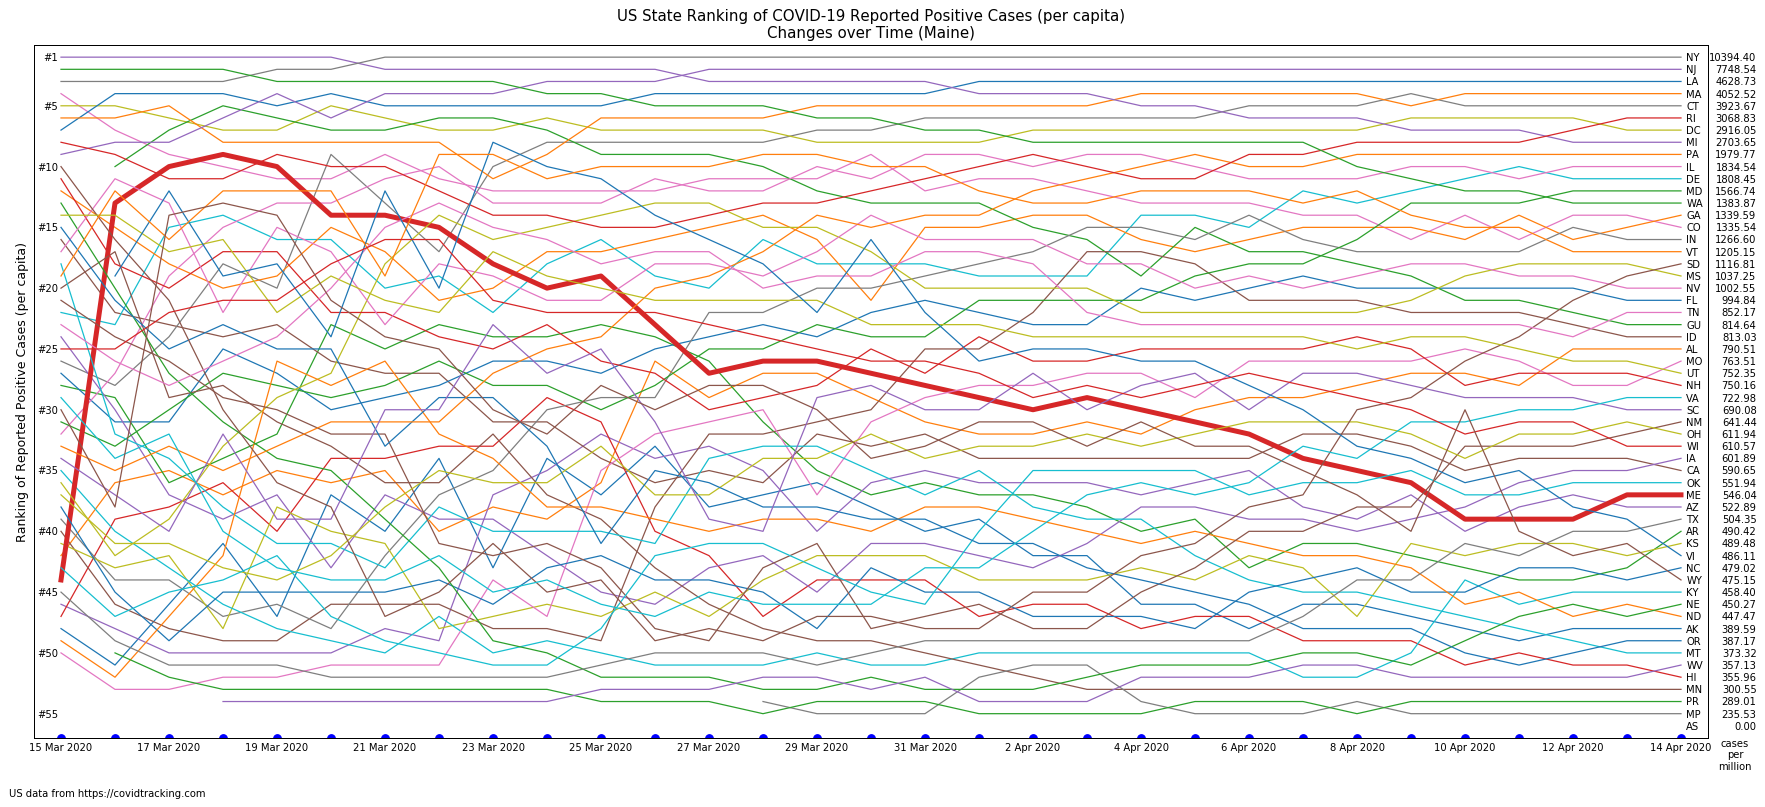 US State Ranking of COVID-19 Reported Positive Cases (per capita)
Changes over Time (Maine)
Ranking of Reported Positive Cases (per capita)
#1
#5
#10
#15
#20
#25
#30
#35
#40
#45
#50
#55
NY 10394.40
NJ 7748.54
LA 4628.73
MA 4052.52
CT 3923.67
RI 3068.83
DC 2916.05
MI 2703.65
PA 1979.77
IL 1834.54
DE 1808.45
MD 1566.74
WA 1383.87
GA 1339.59
CO 1335.54
IN 1266.60
VT 1205.15
SD 1116.81
MS 1037.25
NV 1002.55
FL 994.84
TN 852.17
GU 814.64
ID 813.03
AL 790.51
MO 763.51
UT 752.35
NH 750.16
VA 722.98
SC 690.08
NM 641.44
OH 611.94
WI 610.57
IA 601.89
CA 590.65
OK 551.94
ME 546.04
AZ 522.89
TX 504.35
AR 490.42
KS 489.48
VI 486.11
NC 479.02
WY 475.15
KY 458.40
NE 450.27
ND 447.47
AK 389.59
OR 387.17
MT 373.32
WV 357.13
HI 355.96
MN 300.55
PR 289.01
MP 235.53
AS 0.00
15 Mar 2020 17 Mar 2020 19 Mar 2020 21 Mar 2020 23 Mar 2020 25 Mar 2020 27 Mar 2020 29 Mar 2020 31 Mar 2020 2 Apr 2020 4 Apr 2020 6 Apr 2020 8 Apr 2020 10 Apr 2020 12 Apr 2020 14 Apr 2020
cases
per
million
US data from https://covidtracking.com